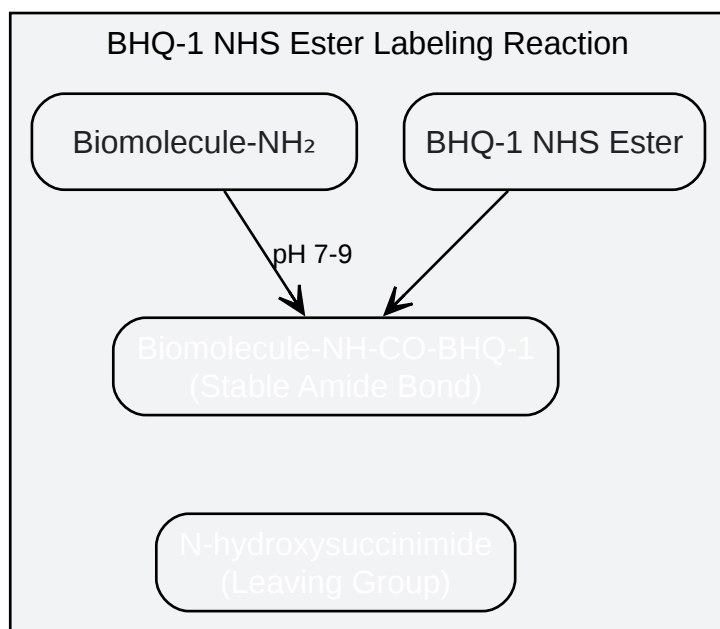 BHQ-1 NHS Ester Labeling Reaction
Biomolecule-NH₂
BHQ-1 NHS Ester
pH 7-9
Biomolecule-NH-CO-BHQ-1
(Stable Amide Bond)
N-hydroxysuccinimide
(Leaving Group)